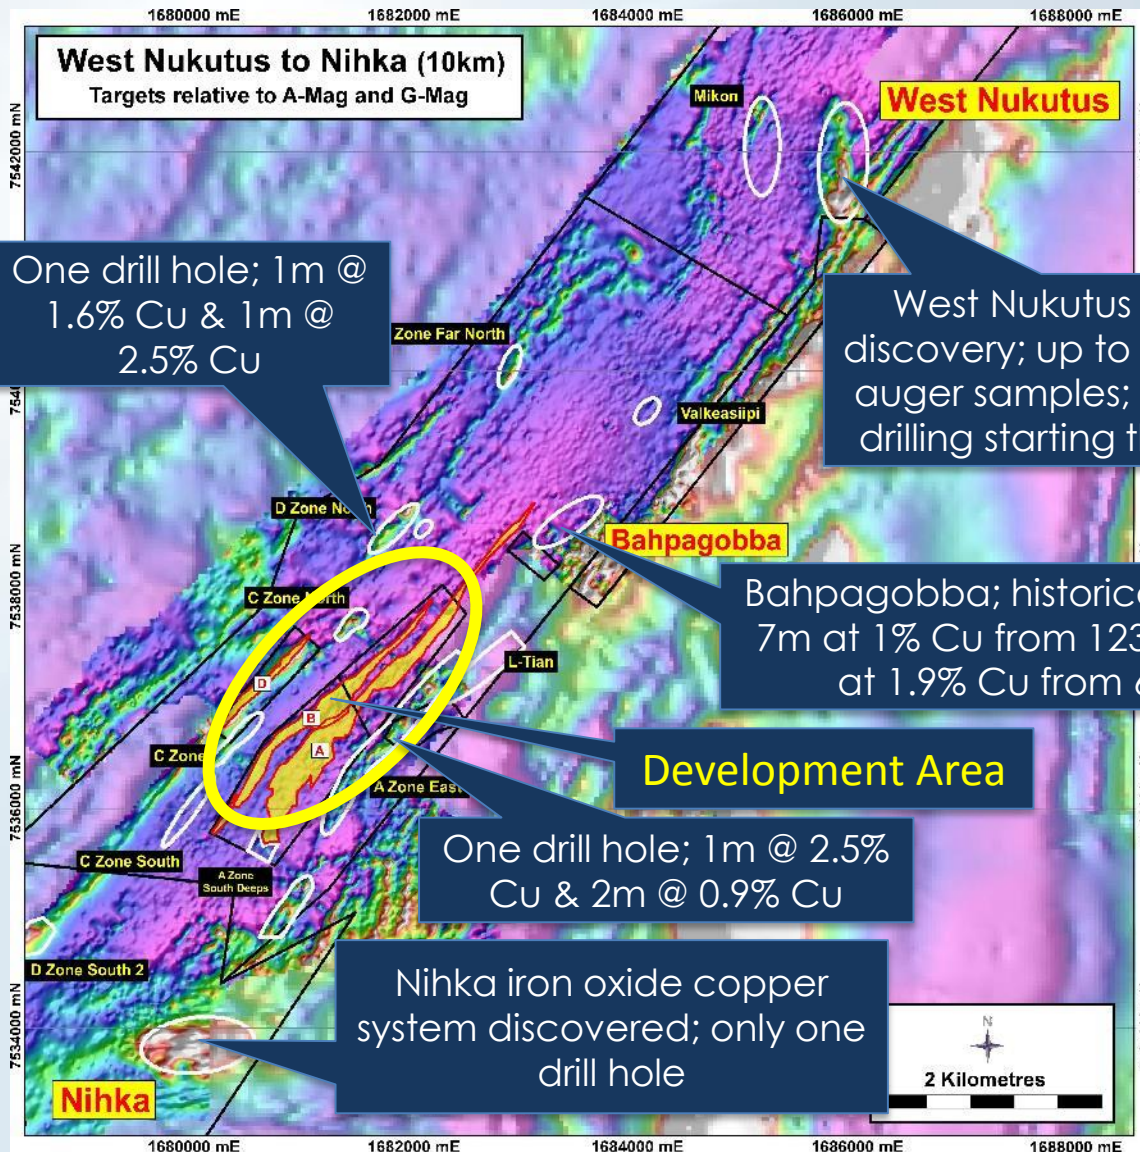 1680000 mE
1682000 mE
1684000 mE
1686000 mE
1688000 mE
West Nukutus to Nihka (10km)
Targets relative to A-Mag and G-Mag
Mikon
West Nukutus
7542000 mN
One drill hole; 1m @
1.6% Cu & 1m @
2.5% Cu
West Nukutus
discovery; up to
auger samples;
drilling starting
Zone Far North
Valkeasiipi
D Zone North
Bahpagobba
7538000 mN
C Zone North
Bahpagobba;
7m at 1% Cu from
at 1.9% Cu from
L-Tian
D
B
A
C Zone
Development Area
A Zone East
7536000 mN
One drill hole; 1m @ 2.5%
Cu & 2m @ 0.9% Cu
C Zone South
A Zone
South Deeps
D Zone South 2
Nihka iron oxide copper
system discovered; only one
drill hole
7534000 mN
Nihka
N
2 Kilometres
1680000 mE
1682000 mE
1684000 mE
1686000 mE
1688000 mE